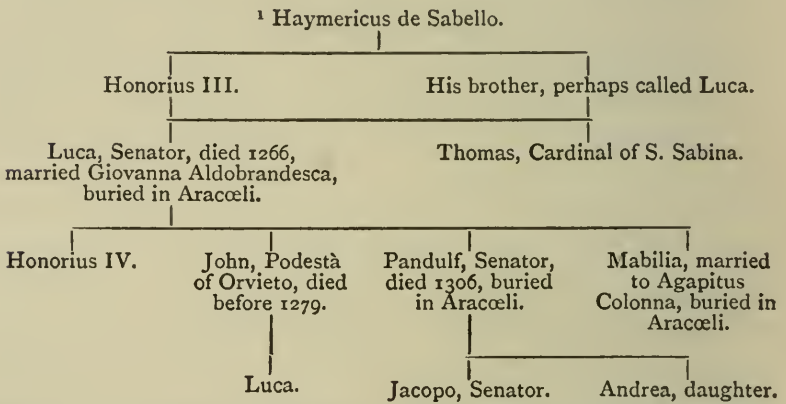 ¹ Haymericus de Sabello.
Honorius III. His brother, perhaps called Luca.
Luca, Senator, died 1266, Thomas, Cardinal of S. Sabina.
married Giovanna Aldobrandesca,
buried in Aracœli.
Honorius IV. John, Podestà Pandulf, Senator, Mabilia, married
of Orvieto, died died 1306, buried to Agapitus
before 1279. in Aracœli. Colonna, buried in
Aracœli.
Luca. Jacopo, Senator. Andrea, daughter.